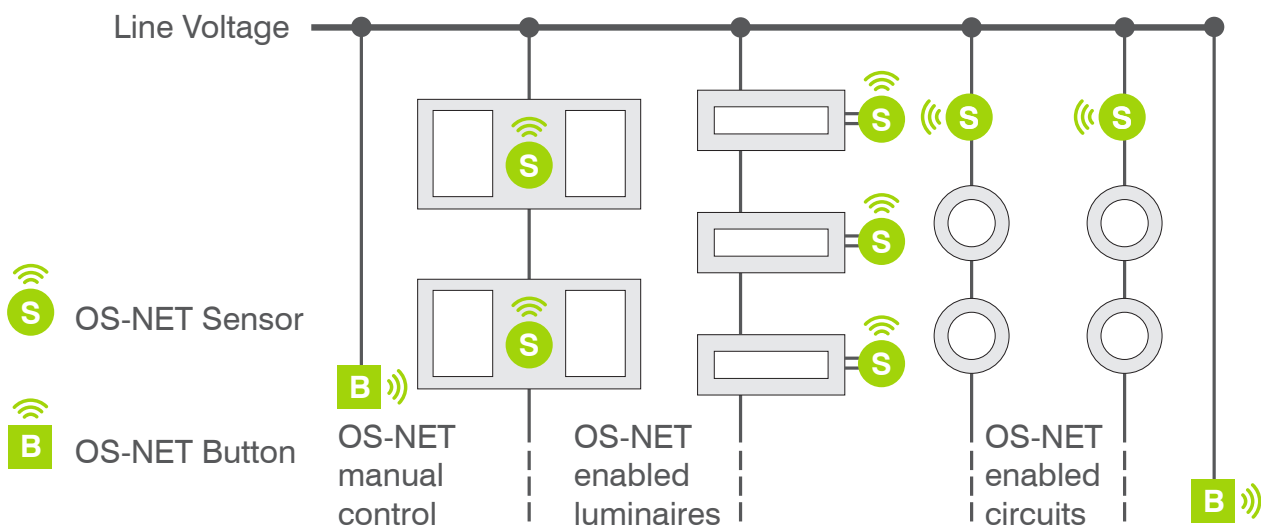 Line Voltage
S
S
S
S
S
S
S
S
OS-NET Sensor
S
B
B
OS-NET Button
OS-NET
manual
control
OS-NET
enabled
luminaires
OS-NET
enabled
circuits
B